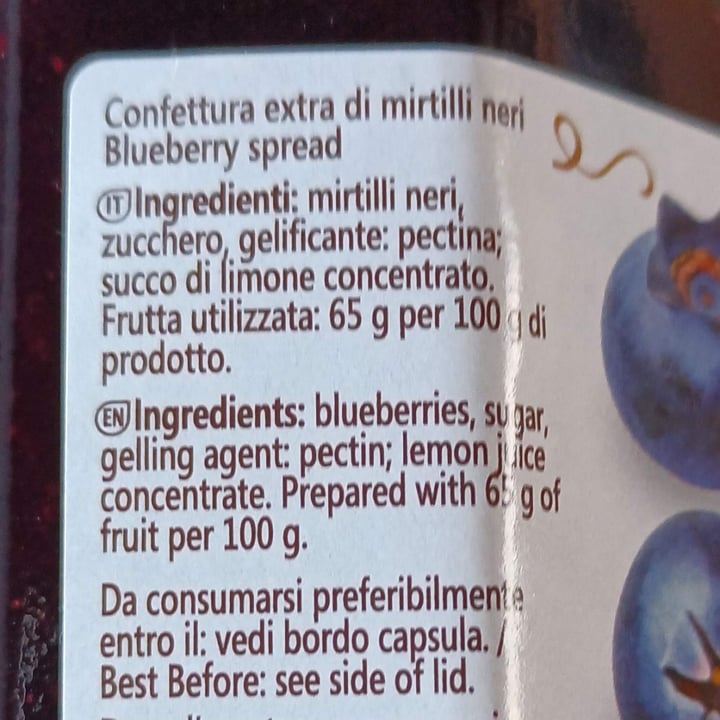 Confettura extra di mirtilli neri
Blueberry spread
IT Ingredienti: mirtilli neri,
zucchero, gelificante: pectina;
succo di limone concentrato.
Frutta utilizzata: 65 g per 100 g di
prodotto.
EN Ingredients: blueberries, sugar,
gelling agent: pectin; lemon juice
concentrate. Prepared with 65 g of
fruit per 100 g.
Da consumarsi preferibilmente
entro il: vedi bordo capsula. /
Best Before: see side of lid.